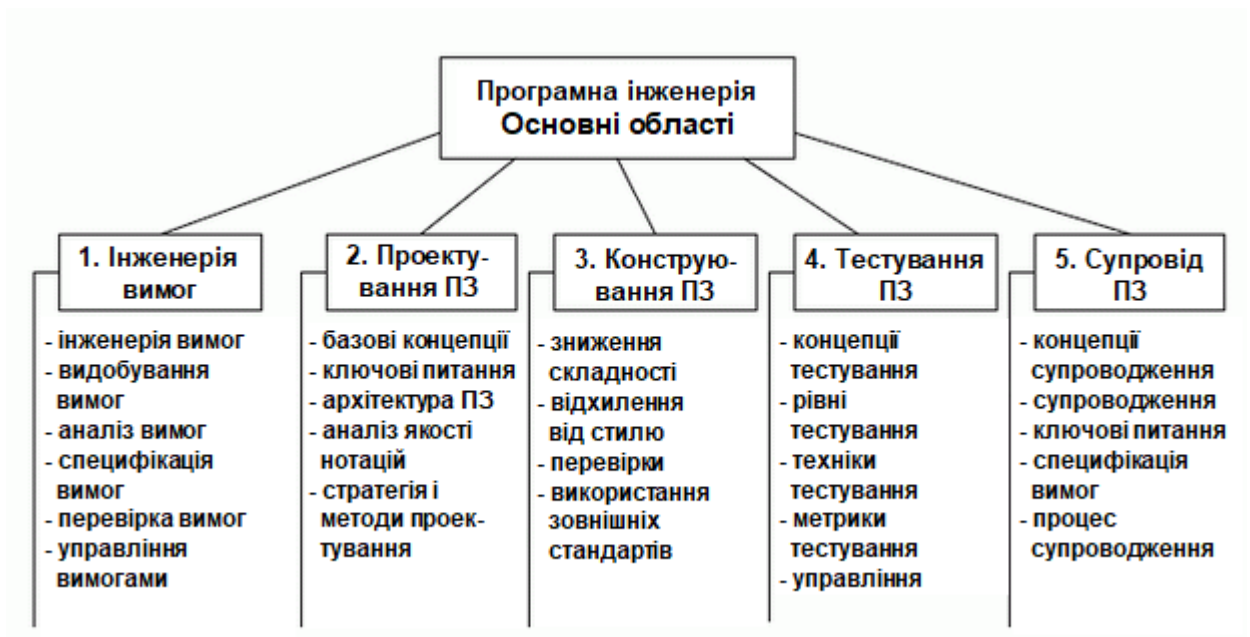 Програмна інженерія
Основні області
1. Інженерія
вимог
- інженерія вимог
- видобування
вимог
- аналіз вимог
- специфікація
вимог
- перевірка вимог
- управління
вимогами
2. Проекту-
вання ПЗ
- базові концепції
- ключові питання
- архітектура ПЗ
- аналіз якості
нотацій
- стратегія і
методи проек-
тування
3. Конструю-
вання ПЗ
- зниження
складності
- відхилення
від стилю
- перевірки
- використання
зовнішніх
стандартів
4. Тестування
ПЗ
- концепції
тестування
- рівні
тестування
- техніки
тестування
- метрики
тестування
- управління
5. Супровід
ПЗ
- концепції
супроводження
- супроводження
- ключові питання
- специфікація
вимог
- процес
супроводження